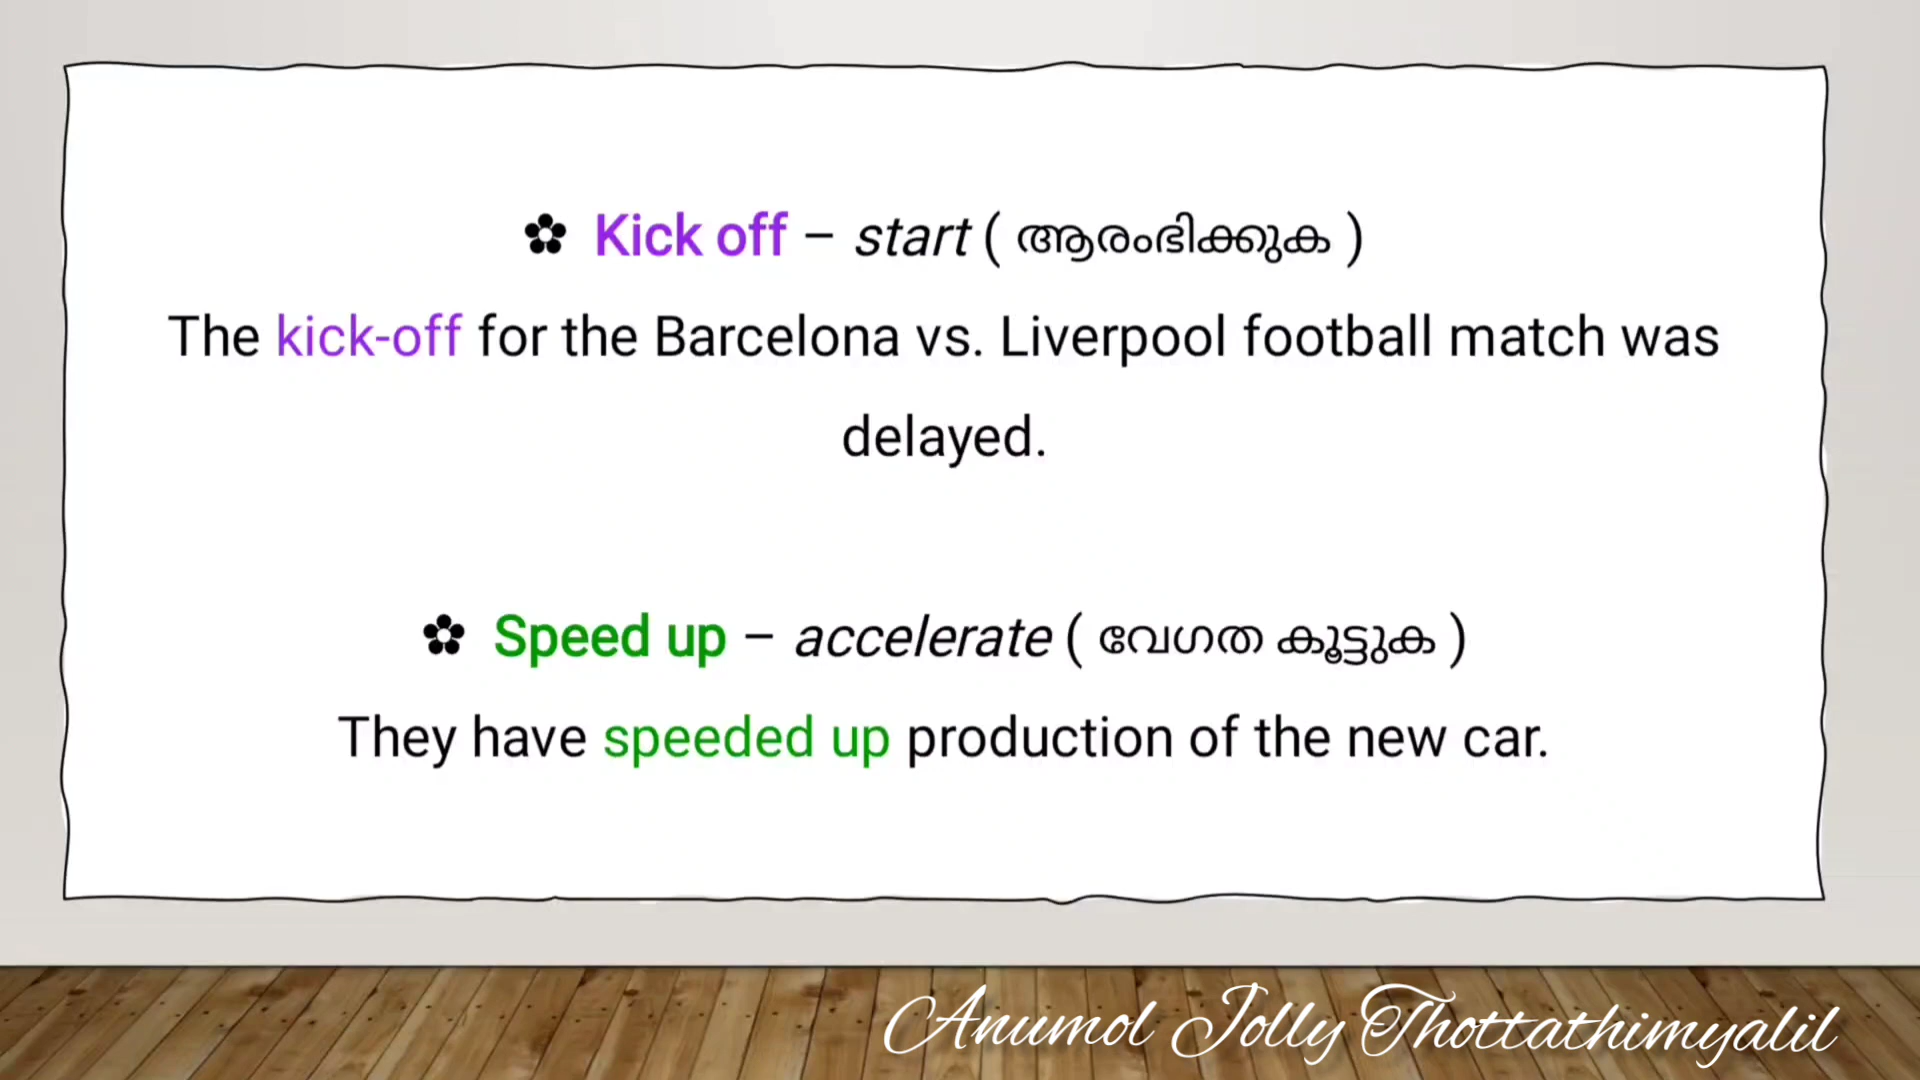 ✿ Kick off – start ( ആരംഭിക്കുക )
The kick-off for the Barcelona vs. Liverpool football match was
delayed.
✿ Speed up – accelerate ( വേഗത കൂട്ടുക )
They have speeded up production of the new car.
Anumol Jolly Thottathimyalil